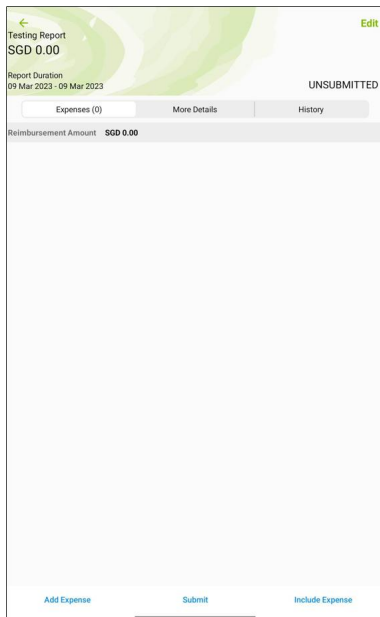 Edit
Testing Report
SGD 0.00
Report Duration
09 Mar 2023 - 09 Mar 2023
UNSUBMITTED
Expenses (0)
More Details
History
Reimbursement Amount SGD 0.00
Add Expense
Submit
Include Expense